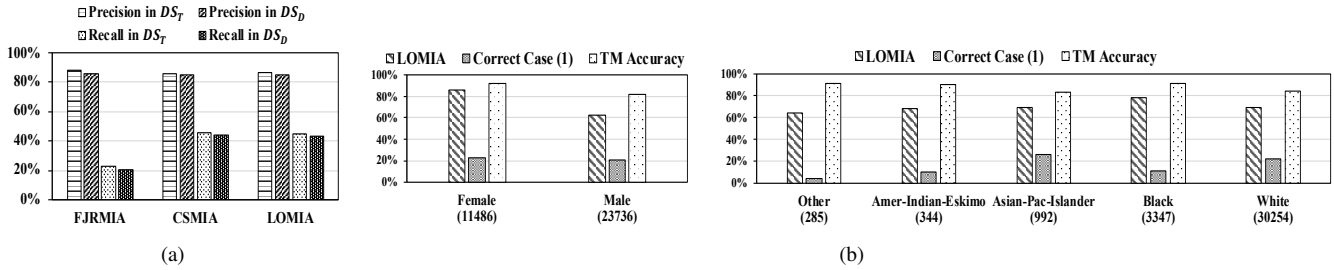 Precision in DS_T Precision in DS_D
Recall in DS_T Recall in DS_D
100%
80%
60%
40%
20%
0%
FJRMIA CSMIA LOMIA
(a)
LOMIA Correct Case (1) TM Accuracy
100%
80%
60%
40%
20%
0%
Female Male
(11486) (23736)
LOMIA Correct Case (1) TM Accuracy
100%
80%
60%
40%
20%
0%
Other Amer-Indian-Eskimo Asian-Pac-Islander Black White
(285) (344) (992) (3347) (30254)
(b)